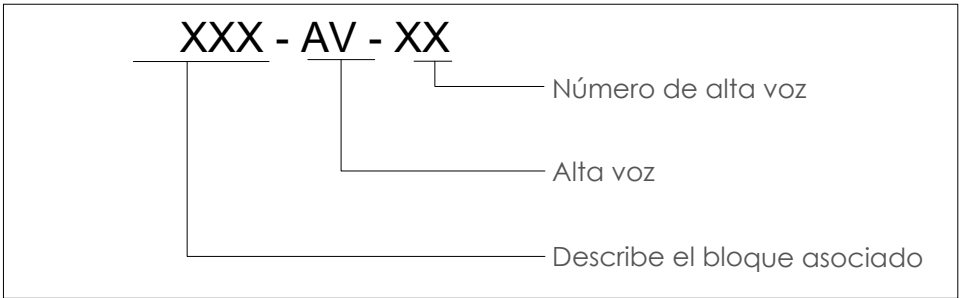 XXX - AV - XX
Número de alta voz
Alta voz
Describe el bloque asociado